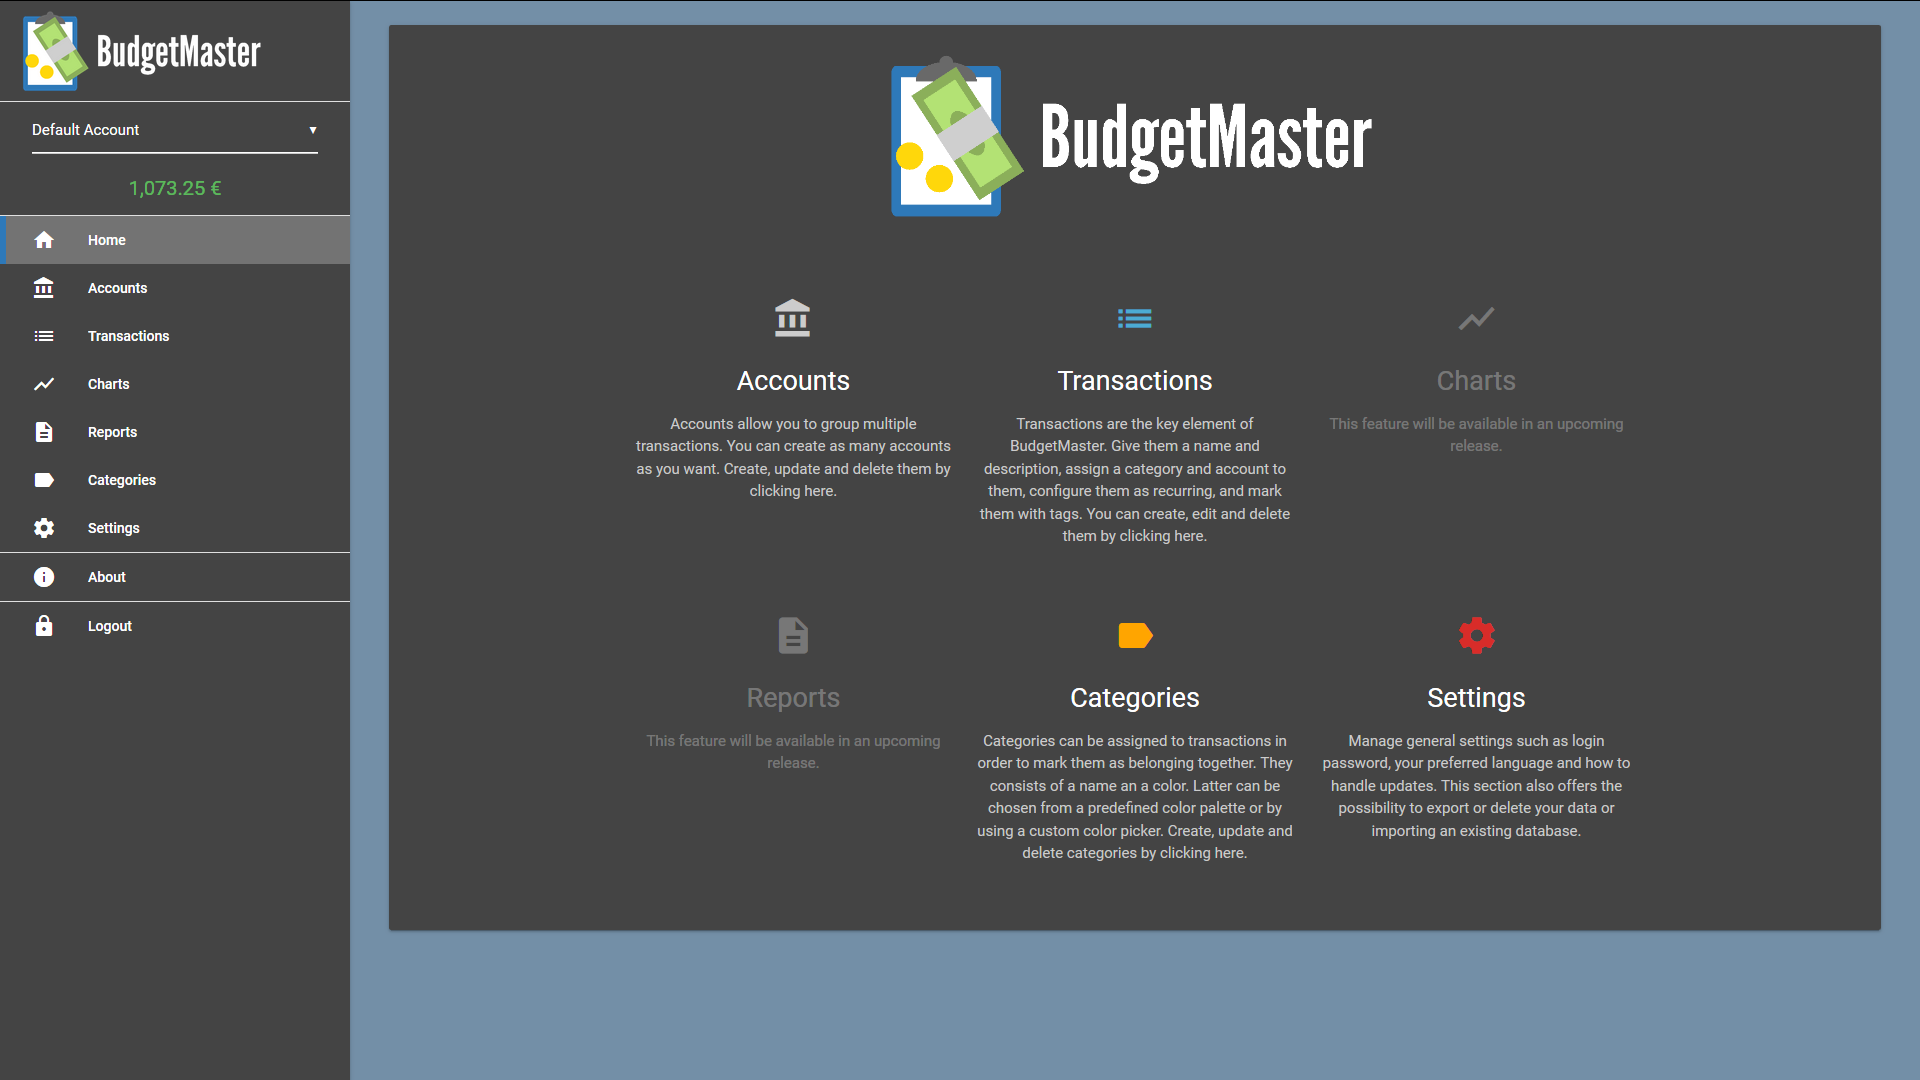 BudgetMaster
Default Account
1,073.25 €
Home
Accounts
Transactions
Charts
Reports
Categories
Settings
About
Logout
BudgetMaster
Accounts
Accounts allow you to group multiple
transactions. You can create as many accounts
as you want. Create, update and delete them by
clicking here.
Transactions
Transactions are the key element of
BudgetMaster. Give them a name and
description, assign a category and account to
them, configure them as recurring, and mark
them with tags. You can create, edit and delete
them by clicking here.
Charts
This feature will be available in an upcoming
release.
Reports
This feature will be available in an upcoming
release.
Categories
Categories can be assigned to transactions in
order to mark them as belonging together. They
consists of a name an a color. Latter can be
chosen from a predefined color palette or by
using a custom color picker. Create, update and
delete categories by clicking here.
Settings
Manage general settings such as login
password, your preferred language and how to
handle updates. This section also offers the
possibility to export or delete your data or
importing an existing database.